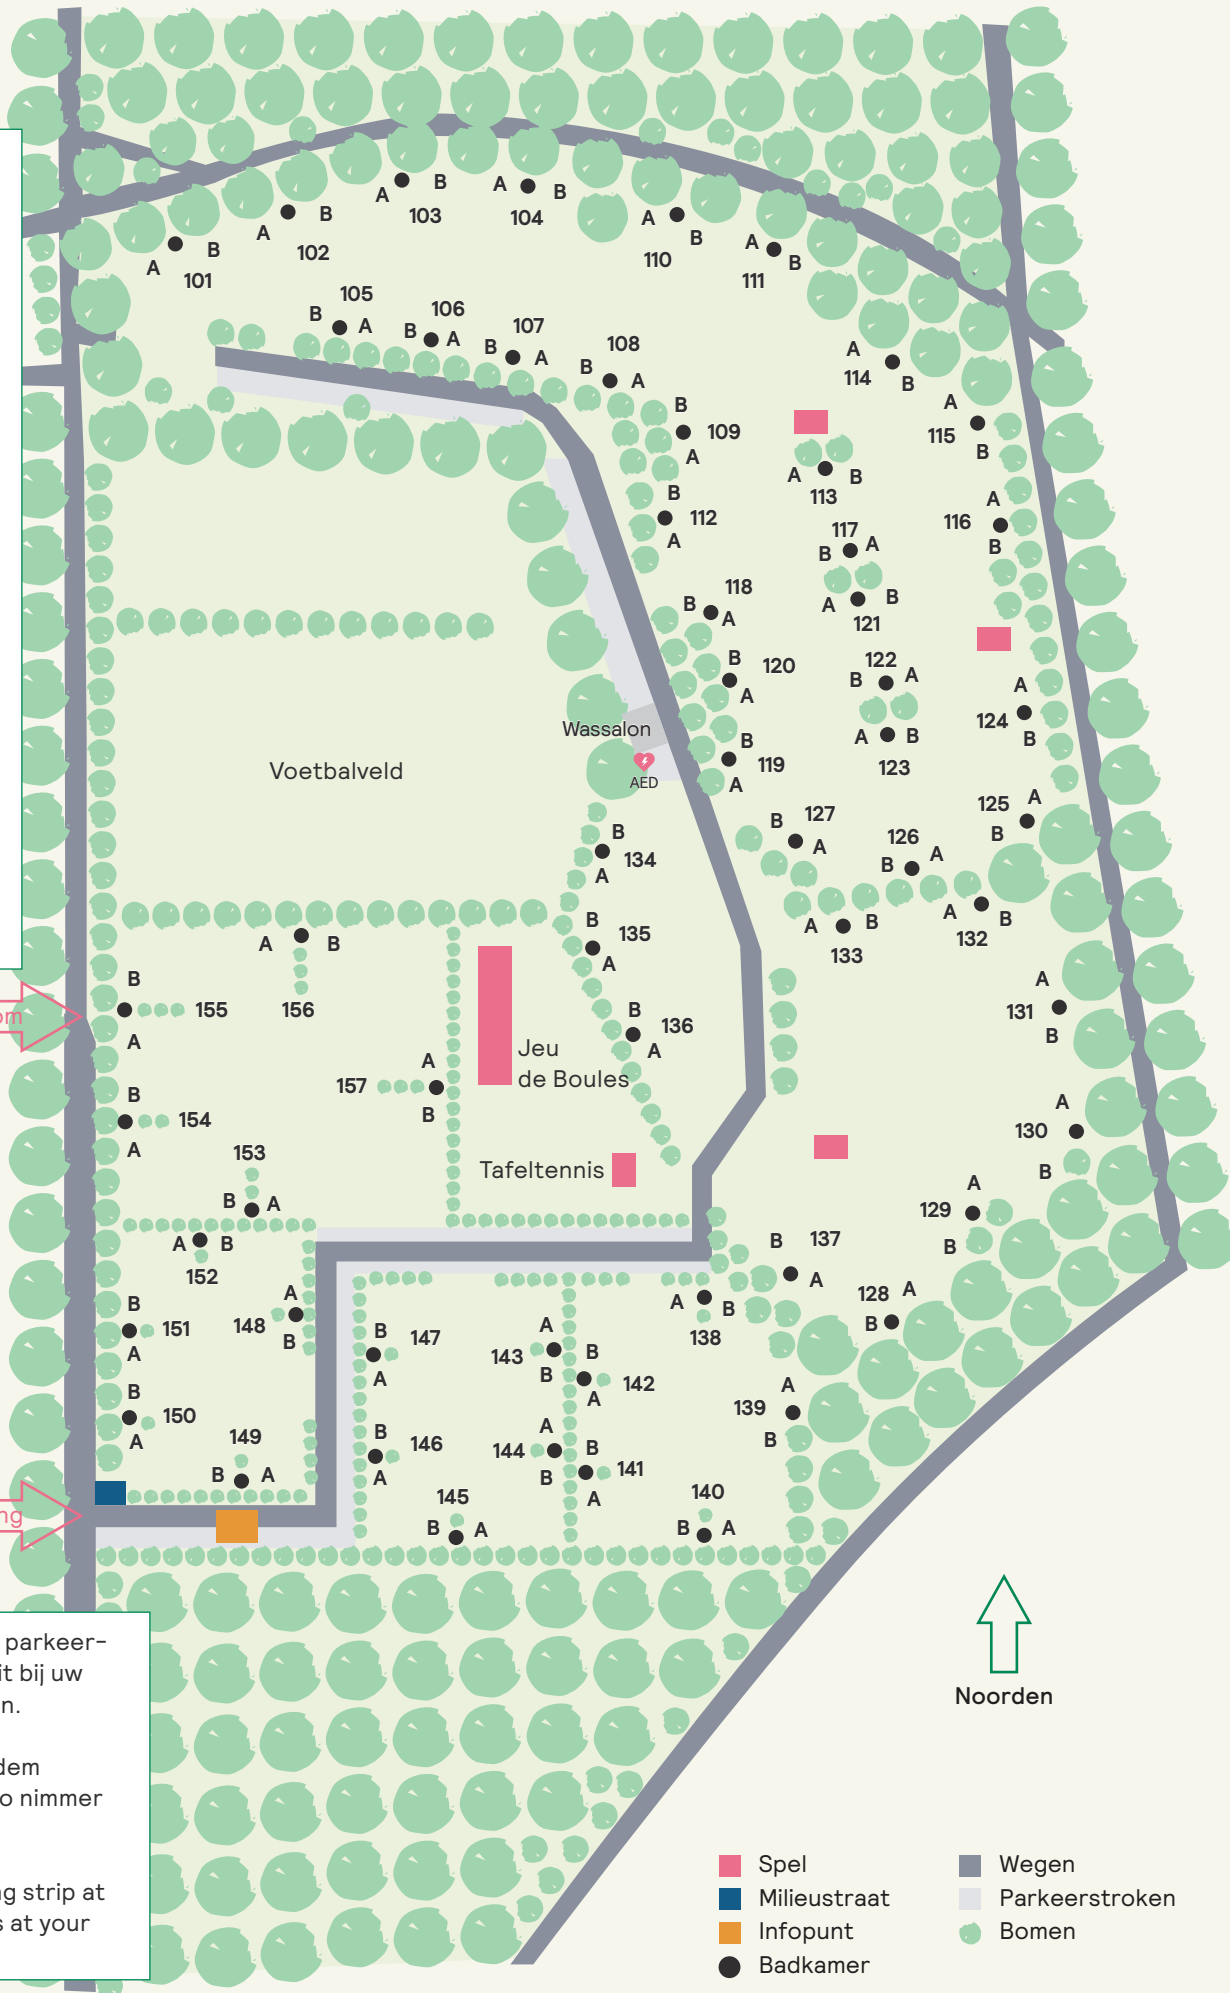 A
B
103
A
B
104
A
B
102
A
B
110
A
B
101
A
B
111
105
B
A
106
B
A
107
B
A
108
B
A
A
114
B
B
109
A
A
115
B
A
B
113
B
112
A
A
116
B
117
B
A
A
B
121
118
B
A
B
120
A
122
B
A
A
B
123
A
124
B
Wassalon
AED
B
119
A
Voetbalveld
125
A
B
127
B
A
126
B
A
B
134
A
A
B
132
A
B
133
B
135
A
A
B
156
B
155
A
A
131
B
B
136
A
Jeu
de Boules
A
157
B
B
154
A
A
130
B
153
B
A
Tafeltennis
A
129
B
A
B
152
B
137
A
A
128
B
A
B
138
B
151
A
A
148
B
B
147
A
A
143
B
B
142
A
A
139
B
B
150
A
149
B
A
B
146
A
A
144
B
B
141
A
145
B
A
140
B
A
om
ng
parkeer-
it bij uw
n.
dem
o nimmer
g strip at
s at your
Noorden
Spel
Milieustraat
Infopunt
Badkamer
Wegen
Parkeerstroken
Bomen